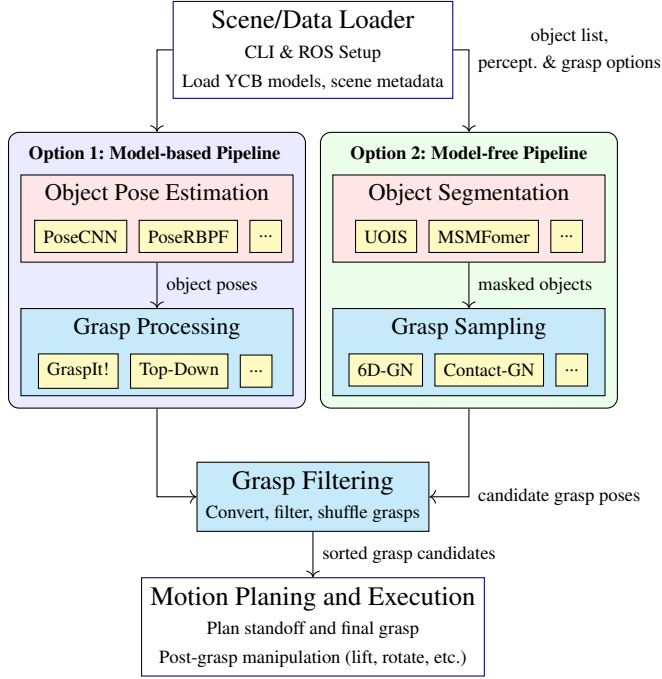 Scene/Data Loader
CLI & ROS Setup
Load YCB models, scene metadata
object list,
percept. & grasp options
Option 1: Model-based Pipeline
Object Pose Estimation
PoseCNN
PoseRBPF
...
object poses
Grasp Processing
GraspIt!
Top-Down
...
Option 2: Model-free Pipeline
Object Segmentation
UOIS
MSMFomer
...
masked objects
Grasp Sampling
6D-GN
Contact-GN
...
Grasp Filtering
Convert, filter, shuffle grasps
candidate grasp poses
sorted grasp candidates
Motion Planing and Execution
Plan standoff and final grasp
Post-grasp manipulation (lift, rotate, etc.)